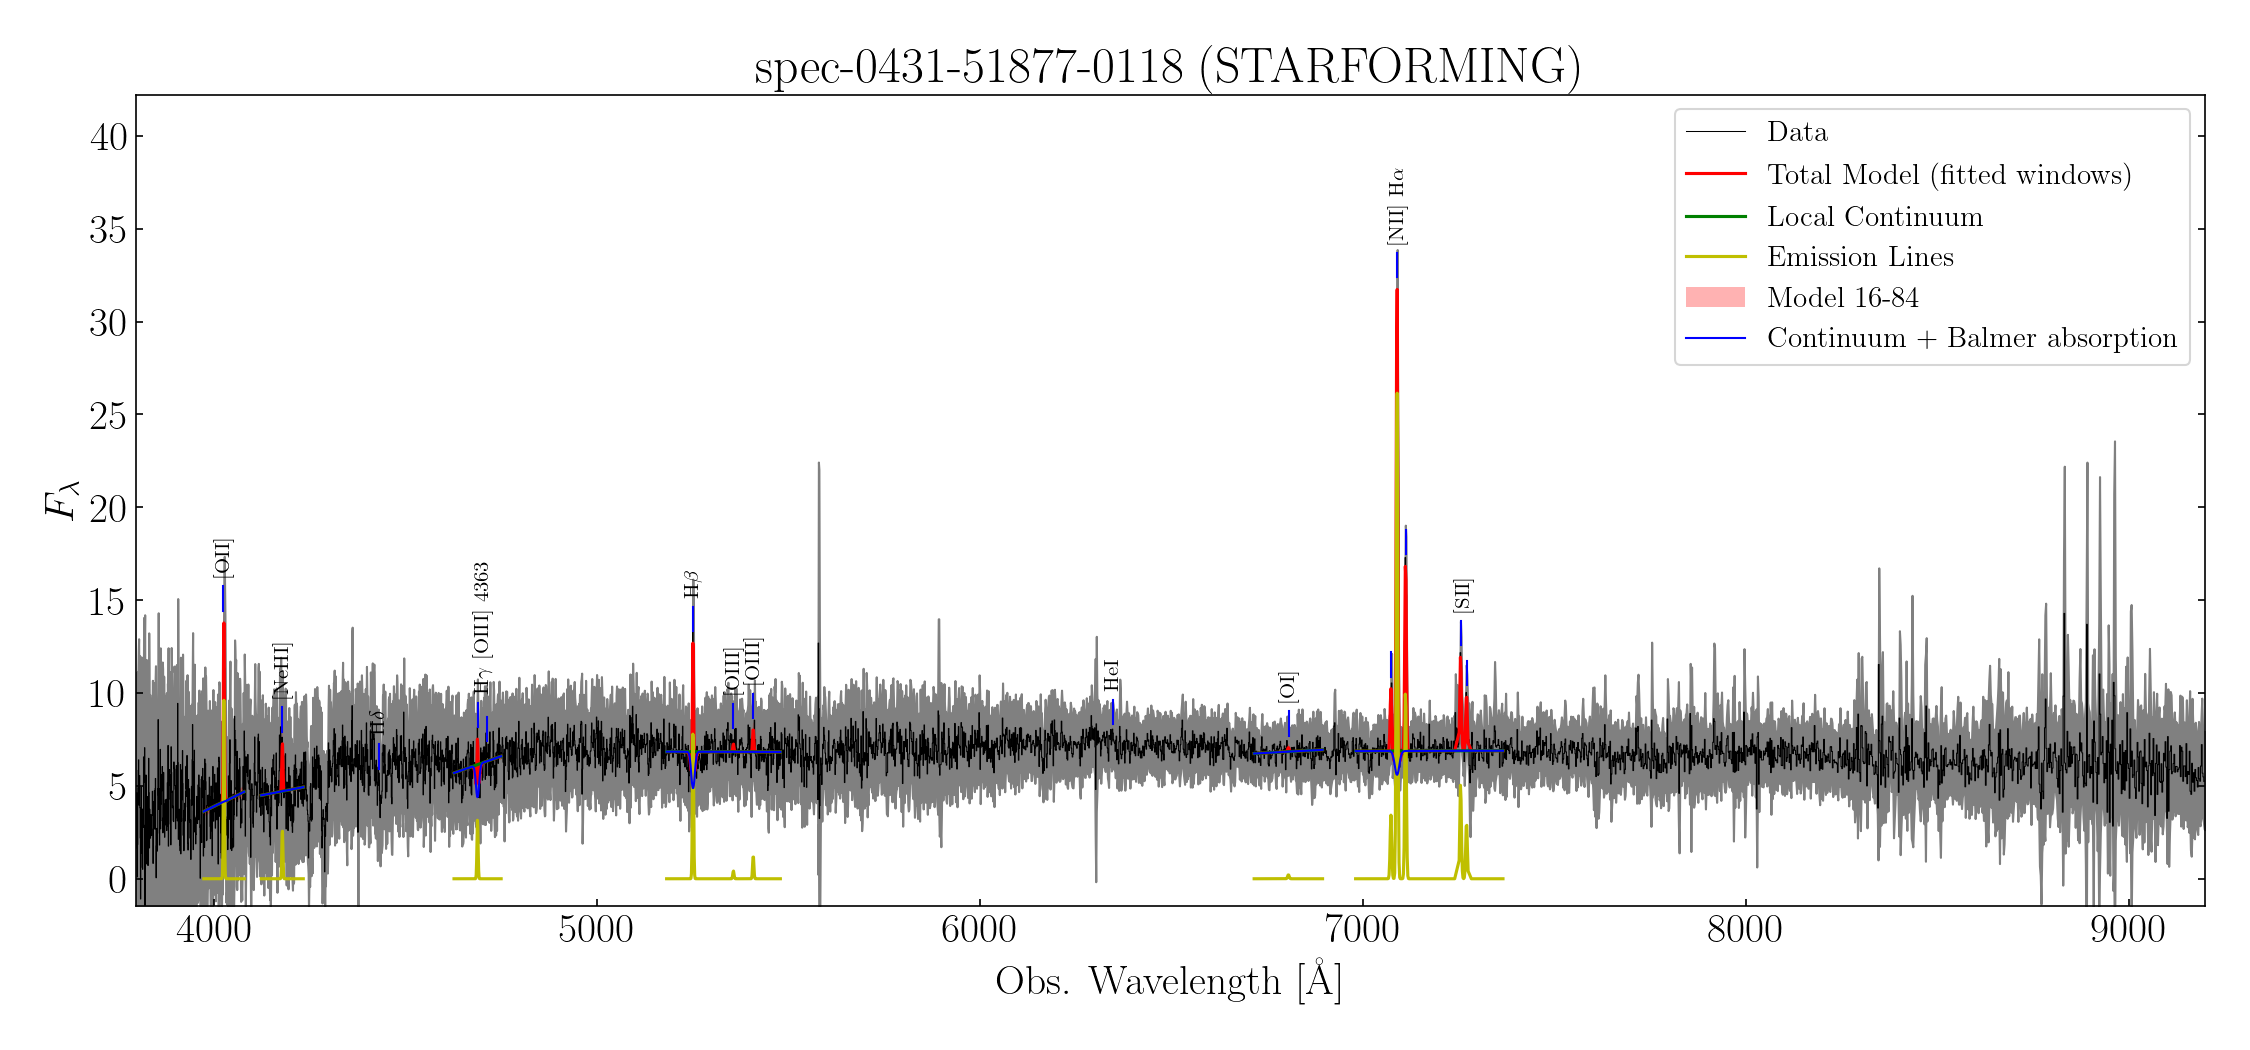 spec-0431-51877-0118 (STARFORMING)
Data
Total Model (fitted windows)
Local Continuum
Emission Lines
Model 16-84
Continuum + Balmer absorption
40
35
30
25
20
15
10
5
0
Fλ
[OII]
[NeIII]
Hδ
Hγ [OIII] 4363
Hβ
[OIII]
[OIII]
HeI
[OI]
[NII] Hα
[SII]
4000 5000 6000 7000 8000 9000
Obs. Wavelength [Å]